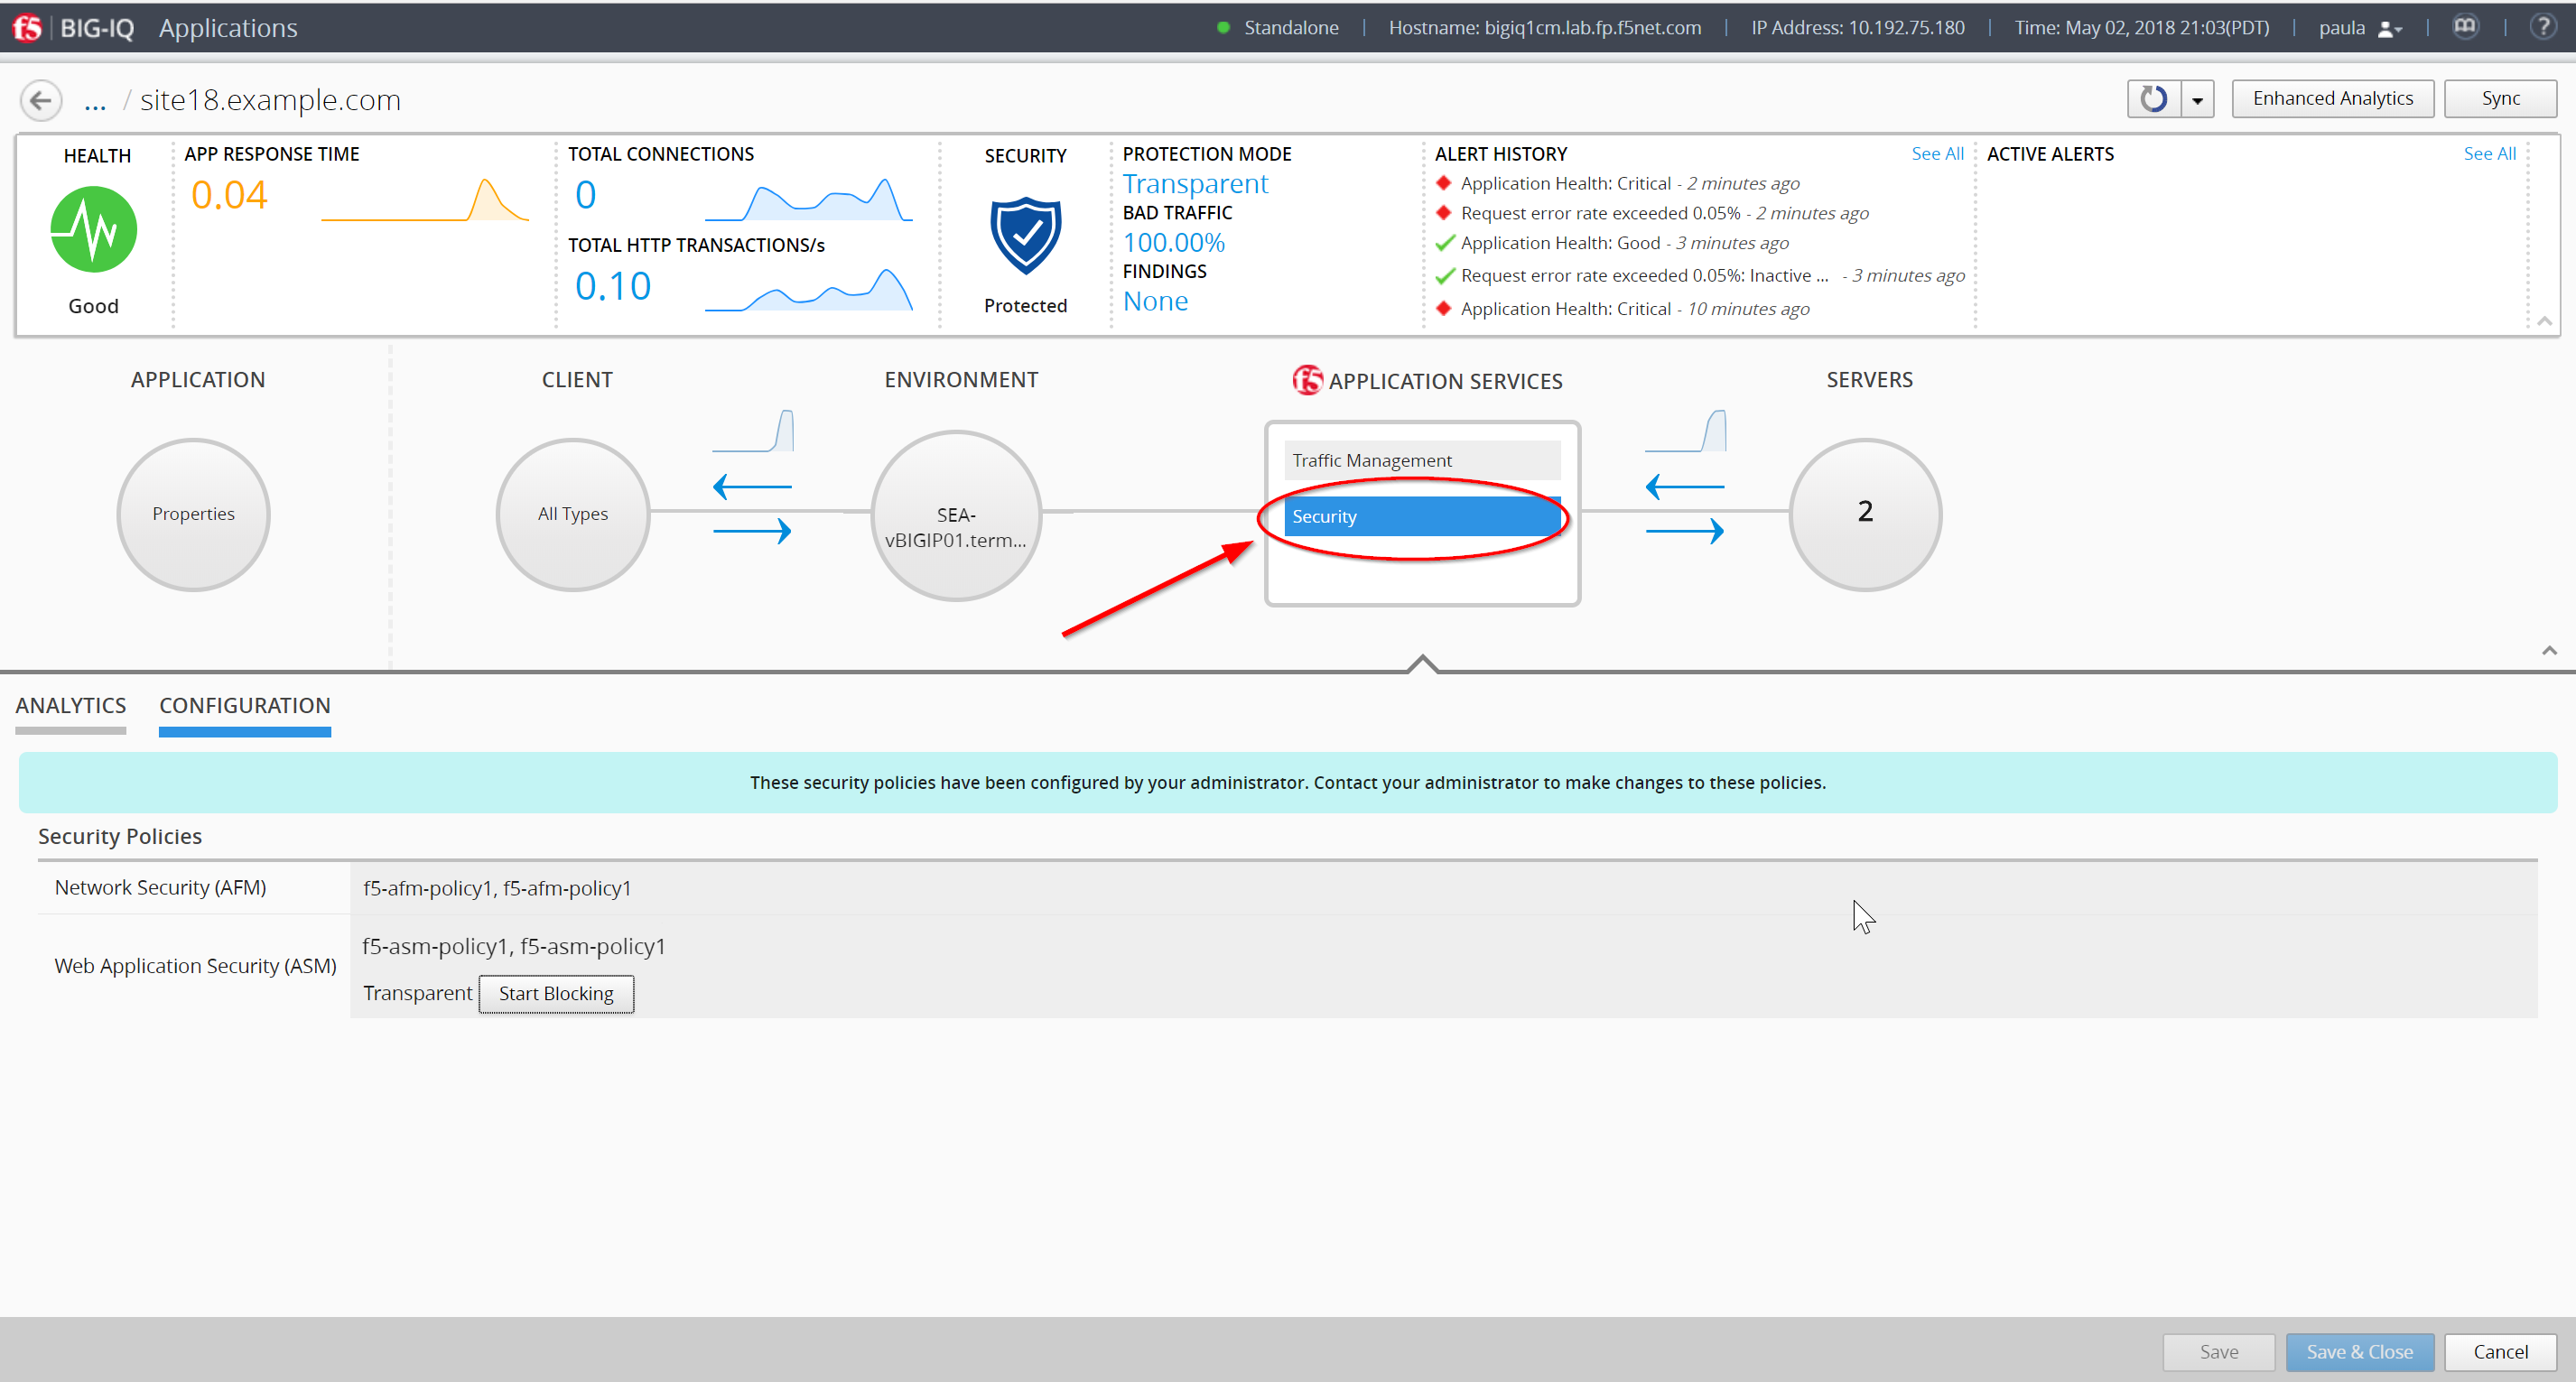 f5 BIG-IQ Applications
Standalone | Hostname: bigiq1cm.lab.fp.f5net.com | IP Address: 10.192.75.180 | Time: May 02, 2018 21:03(PDT) | paula
?
... / site18.example.com
Enhanced Analytics
Sync
HEALTH
Good
APP RESPONSE TIME
0.04
TOTAL CONNECTIONS
0
TOTAL HTTP TRANSACTIONS/s
0.10
SECURITY
Protected
PROTECTION MODE
Transparent
BAD TRAFFIC
100.00%
FINDINGS
None
ALERT HISTORY See All
Application Health: Critical - 2 minutes ago
Request error rate exceeded 0.05% - 2 minutes ago
Application Health: Good - 3 minutes ago
Request error rate exceeded 0.05%: Inactive ... - 3 minutes ago
Application Health: Critical - 10 minutes ago
ACTIVE ALERTS See All
APPLICATION
Properties
CLIENT
All Types
ENVIRONMENT
SEA-
vBIGIP01.term...
f5 APPLICATION SERVICES
Traffic Management
Security
SERVERS
2
ANALYTICS
CONFIGURATION
These security policies have been configured by your administrator. Contact your administrator to make changes to these policies.
Security Policies
Network Security (AFM)
f5-afm-policy1, f5-afm-policy1
Web Application Security (ASM)
f5-asm-policy1, f5-asm-policy1
Transparent Start Blocking
Save
Save & Close
Cancel